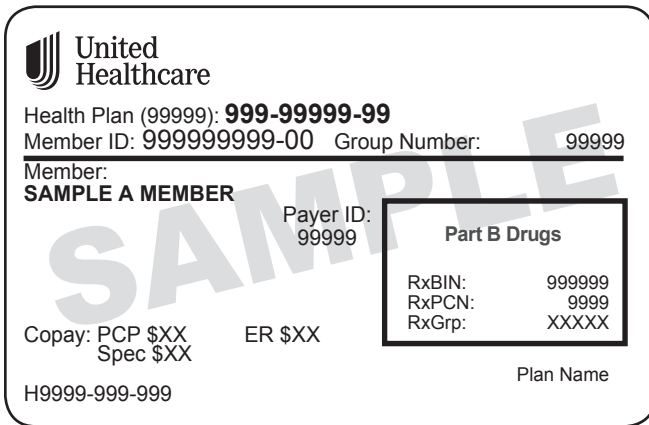 United
Healthcare
Health Plan (99999): 999-99999-99
Member ID: 999999999-00 Group Number: 99999
Member:
SAMPLE A MEMBER
Payer ID:
99999
Part B Drugs
RxBIN: 999999
RxPCN: 9999
RxGrp: XXXXX
Copay: PCP $XX ER $XX
Spec $XX
Plan Name
H9999-999-999
SAMPLE